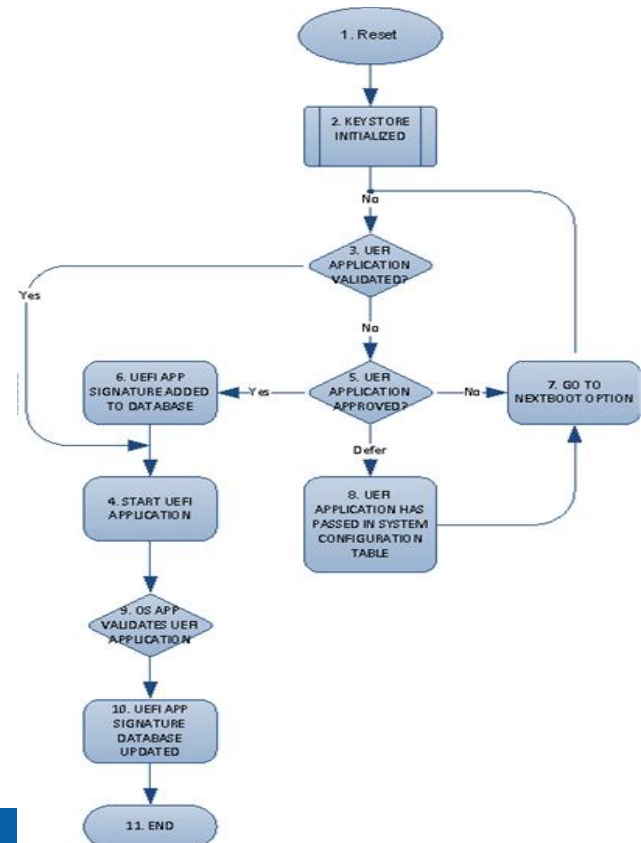 1. Reset
2. KEYSTORE
INITIALIZED
No
3. UEFI
APPLICATION
VALIDATED?
Yes
No
6. UEFI APP
SIGNATURE ADDED
TO DATABASE
Yes
5. UEFI
APPLICATION
APPROVED?
No
7. GO TO
NEXTBOOT OPTION
Defer
4. START UEFI
APPLICATION
8. UEFI
APPLICATION HAS
PASSED IN SYSTEM
CONFIGURATION
TABLE
9. OS APP
VALIDATES UEFI
APPLICATION
10. UEFI APP
SIGNATURE
DATABASE
UPDATED
11. END